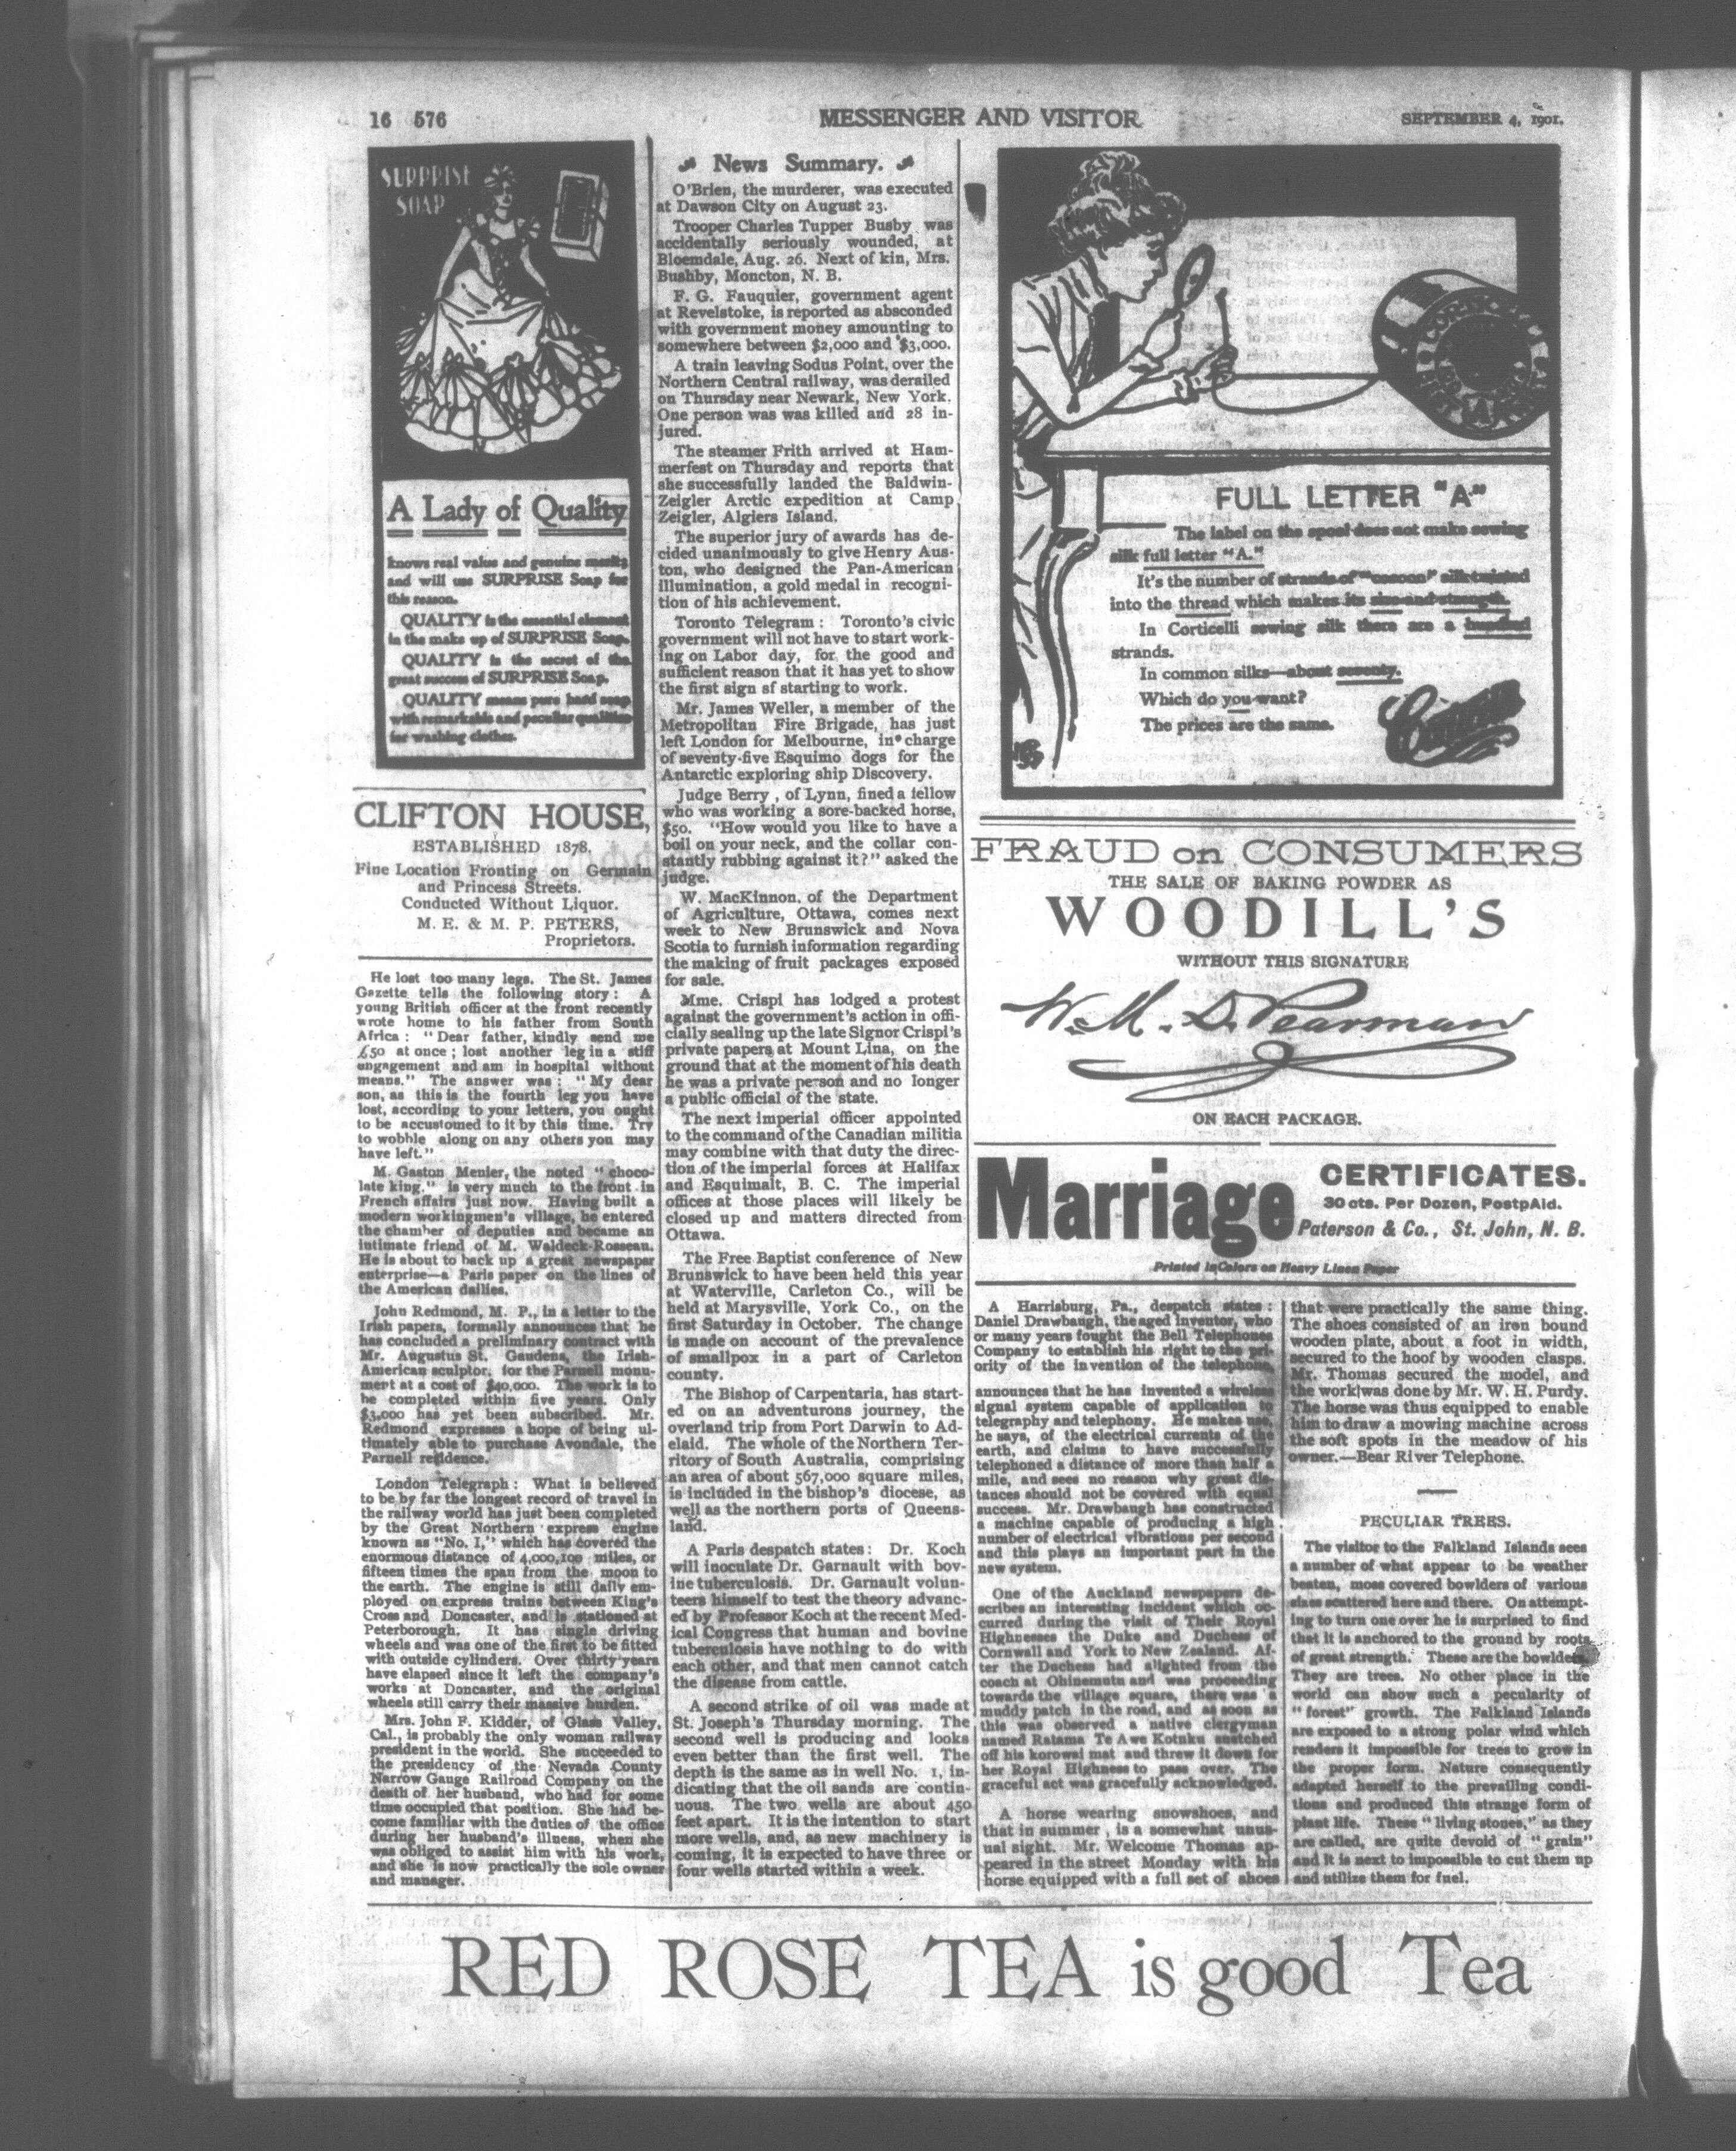 16 576
MESSENGER AND VISITOR
SEPTEMBER 4, 1901.
SURPRISE
SOAP
A Lady of Quality
knows real value and genuine merits
and will use SURPRISE Soap for
this reason.
QUALITY is the essential element
in the make up of SURPRISE Soap.
QUALITY is the secret of the
great success of SURPRISE Soap.
QUALITY means pure hard soap
with remarkable and peculiar qualities
for washing clothes.
CLIFTON HOUSE,
ESTABLISHED 1878.
Fine Location Fronting on Germain
and Princess Streets.
Conducted Without Liquor.
M. E. & M. P. PETERS,
Proprietors.
He lost too many legs. The St. James
Gazette tells the following story: A
young British officer at the front recently
wrote home to his father from South
Africa: "Dear father, kindly send me
£50 at once; lost another leg in a stiff
engagement and am in hospital without
means." The answer was: "My dear
son, as this is the fourth leg you have
lost, according to your letters, you ought
to be accustomed to it by this time. Try
to wobble along on any others you may
have left."
M. Gaston Menier, the noted "choco-
late king," is very much to the front in
French affairs just now. Having built a
modern workingmen's village, he entered
the chamber of deputies and became an
intimate friend of M. Waldeck-Rosseau.
He is about to back up a great newspaper
enterprise—a Paris paper on the lines of
the American dailies.
John Redmond, M. P., in a letter to the
Irish papers, formally announces that he
has concluded a preliminary contract with
Mr. Augustus St. Gaudens, the Irish-
American sculptor, for the Parnell monu-
ment at a cost of $40,000. The work is to
be completed within five years. Only
$3,000 has yet been subscribed. Mr.
Redmond expresses a hope of being ul-
timately able to purchase Avondale, the
Parnell residence.
London Telegraph: What is believed
to be by far the longest record of travel in
the railway world has just been completed
by the Great Northern express engine
known as "No. I," which has covered the
enormous distance of 4,000,100 miles, or
fifteen times the span from the moon to
the earth. The engine is still daily em-
ployed on express trains between King's
Cross and Doncaster, and is stationed at
Peterborough. It has single driving
wheels and was one of the first to be fitted
with outside cylinders. Over thirty years
have elapsed since it left the company's
works at Doncaster, and the original
wheels still carry their massive burden.
Mrs. John F. Kidder, of Glass Valley,
Cal., is probably the only woman railway
president in the world. She succeeded to
the presidency of the Nevada County
Narrow Gauge Railroad Company on the
death of her husband, who had for some
time occupied that position. She had be-
come familiar with the duties of the office
during her husband's illness, when she
was obliged to assist him with his work,
and she is now practically the sole owner
and manager.
News Summary.
O'Brien, the murderer, was executed
at Dawson City on August 23.
Trooper Charles Tupper Busby was
accidentally seriously wounded, at
Bloemdale, Aug. 26. Next of kin, Mrs.
Bushby, Moncton, N. B.
F. G. Fauquier, government agent
at Revelstoke, is reported as absconded
with government money amounting to
somewhere between $2,000 and $3,000.
A train leaving Sodus Point, over the
Northern Central railway, was derailed
on Thursday near Newark, New York.
One person was was killed and 28 in-
jured.
The steamer Frith arrived at Ham-
merfest on Thursday and reports that
she successfully landed the Baldwin-
Zeigler Arctic expedition at Camp
Zeigler, Algiers Island.
The superior jury of awards has de-
cided unanimously to give Henry Aus-
ton, who designed the Pan-American
illumination, a gold medal in recogni-
tion of his achievement.
Toronto Telegram: Toronto's civic
government will not have to start work-
ing on Labor day, for the good and
sufficient reason that it has yet to show
the first sign sf starting to work.
Mr. James Weller, a member of the
Metropolitan Fire Brigade, has just
left London for Melbourne, in charge
of seventy-five Esquimo dogs for the
Antarctic exploring ship Discovery.
Judge Berry, of Lynn, fined a fellow
who was working a sore-backed horse,
$50. "How would you like to have a
boil on your neck, and the collar con-
stantly rubbing against it?" asked the
judge.
W. MacKinnon, of the Department
of Agriculture, Ottawa, comes next
week to New Brunswick and Nova
Scotia to furnish information regarding
the making of fruit packages exposed
for sale.
Mme. Crispi has lodged a protest
against the government's action in offi-
cially sealing up the late Signor Crispi's
private papers at Mount Lina, on the
ground that at the moment of his death
he was a private person and no longer
a public official of the state.
The next imperial officer appointed
to the command of the Canadian militia
may combine with that duty the direc-
tion of the imperial forces at Halifax
and Esquimalt, B. C. The imperial
offices at those places will likely be
closed up and matters directed from
Ottawa.
The Free Baptist conference of New
Brunswick to have been held this year
at Waterville, Carleton Co., will be
held at Marysville, York Co., on the
first Saturday in October. The change
is made on account of the prevalence
of smallpox in a part of Carleton
county.
The Bishop of Carpentaria, has start-
ed on an adventurons journey, the
overland trip from Port Darwin to Ad-
elaid. The whole of the Northern Ter-
ritory of South Australia, comprising
an area of about 567,000 square miles,
is included in the bishop's diocese, as
well as the northern ports of Queens-
land.
A Paris despatch states: Dr. Koch
will inoculate Dr. Garnault with bov-
ine tuberculosis. Dr. Garnault volun-
teers himself to test the theory advanc-
ed by Professor Koch at the recent Med-
ical Congress that human and bovine
tuberculosis have nothing to do with
each other, and that men cannot catch
the disease from cattle.
A second strike of oil was made at
St. Joseph's Thursday morning. The
second well is producing and looks
even better than the first well. The
depth is the same as in well No. 1, in-
dicating that the oil sands are contin-
uous. The two wells are about 450
feet apart. It is the intention to start
more wells, and, as new machinery is
coming, it is expected to have three or
four wells started within a week.
FULL LETTER "A"
The label on the spool does not make sewing
silk full letter "A."
It's the number of strands of "cocoon" silk twisted
into the thread which makes its size and strength.
In Corticelli sewing silk there are a hundred
strands.
In common silks—about seventy.
Which do you want?
The prices are the same.
Corticelli
FRAUD on CONSUMERS
THE SALE OF BAKING POWDER AS
WOODILL'S
WITHOUT THIS SIGNATURE
W. M. D. Pearman
ON EACH PACKAGE.
Marriage
CERTIFICATES.
30 cts. Per Dozen, PostpAid.
Paterson & Co., St. John, N. B.
Printed in Colors on Heavy Linen Paper
A Harrisburg, Pa., despatch states:
Daniel Drawbaugh, the aged inventor, who
or many years fought the Bell Telephones
Company to establish his right to the pri-
ority of the invention of the telephone,
announces that he has invented a wireless
signal system capable of application to
telegraphy and telephony. He makes use,
he says, of the electrical currents of the
earth, and claims to have successfully
telephoned a distance of more than half a
mile, and sees no reason why great dis-
tances should not be covered with equal
success. Mr. Drawbaugh has constructed
a machine capable of producing a high
number of electrical vibrations per second
and this plays an important part in the
new system.
One of the Auckland newspapers de-
scribes an interesting incident which oc-
curred during the visit of Their Royal
Highnesses the Duke and Duchess of
Cornwall and York to New Zealand. Af-
ter the Duchess had alighted from the
coach at Ohinemutu and was proceeding
towards the village square, there was a
muddy patch in the road, and as soon as
this was observed a native clergyman
named Ratama Te Awe Kotuku snatched
off his korowai mat and threw it down for
her Royal Highness to pass over. The
graceful act was gracefully acknowledged.
A horse wearing snowshoes, and
that in summer, is a somewhat unus-
ual sight. Mr. Welcome Thomas ap-
peared in the street Monday with his
horse equipped with a full set of shoes
that were practically the same thing.
The shoes consisted of an iron bound
wooden plate, about a foot in width,
secured to the hoof by wooden clasps.
Mr. Thomas secured the model, and
the work was done by Mr. W. H. Purdy.
The horse was thus equipped to enable
him to draw a mowing machine across
the soft spots in the meadow of his
owner.—Bear River Telephone.
PECULIAR TREES.
The visitor to the Falkland Islands sees
a number of what appear to be weather
beaten, moss covered bowlders of various
sizes scattered here and there. On attempt-
ing to turn one over he is surprised to find
that it is anchored to the ground by roots
of great strength. These are the bowlders.
They are trees. No other place in the
world can show such a pecularity of
"forest" growth. The Falkland Islands
are exposed to a strong polar wind which
renders it impossible for trees to grow in
the proper form. Nature consequently
adapted herself to the prevailing condi-
tions and produced this strange form of
plant life. These "living stones," as they
are called, are quite devoid of "grain"
and it is next to impossible to cut them up
and utilize them for fuel.
RED ROSE TEA is good Tea